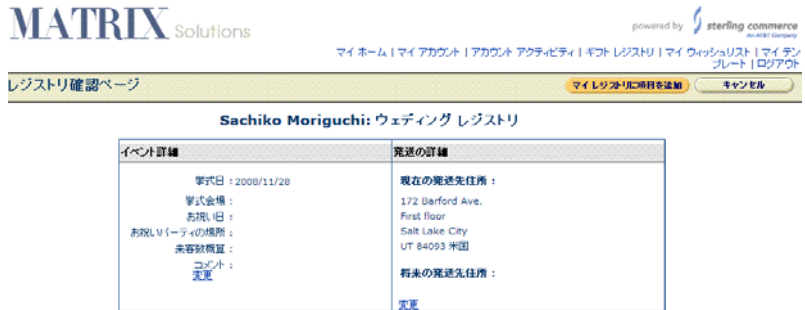 MATRIX Solutions
powered by sterling commerce
An AT&T Company
マイ ホーム | マイ アカウント | アカウント アクティビティ | ギフト レジストリ | マイ ウィッシュリスト | マイ テン
プレート | ログアウト
レジストリ確認ページ
マイ レジストリに項目を追加
キャンセル
Sachiko Moriguchi: ウェディング レジストリ
イベント詳細
挙式日 : 2008/11/28
挙式会場 :
お祝い日 :
お祝いパーティの場所 :
来客数概算 :
コメント :
変更
発送の詳細
現在の発送先住所 :
172 Barford Ave.
First floor
Salt Lake City
UT 84093 米国
将来の発送先住所 :
変更